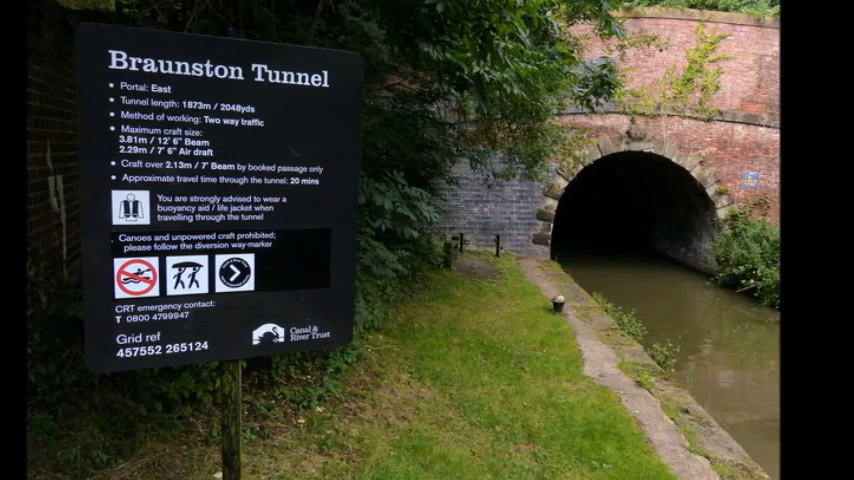 Braunston Tunnel
• Portal: East
• Tunnel length: 1873m / 2048yds
• Method of working: Two way traffic
• Maximum craft size:
3.81m / 12' 6" Beam
2.29m / 7' 6" Air draft
• Craft over 2.13m / 7' Beam by booked passage only
• Approximate travel time through the tunnel: 20 mins
You are strongly advised to wear a
buoyancy aid / life jacket when
travelling through the tunnel
Canoes and unpowered craft prohibited;
please follow the diversion way-marker
CRT emergency contact:
T 0800 4799947
Grid ref
457552 265124
Canal &
River Trust